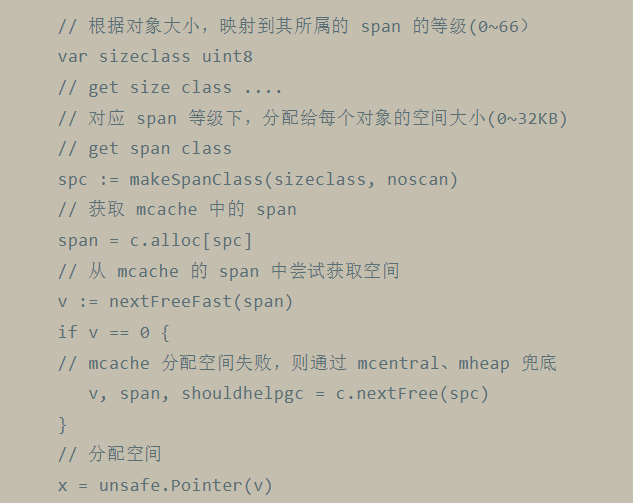 // 根据对象大小，映射到其所属的 span 的等级(0~66）
var sizeclass uint8
// get size class ....
// 对应 span 等级下，分配给每个对象的空间大小(0~32KB)
// get span class
spc := makeSpanClass(sizeclass, noscan)
// 获取 mcache 中的 span
span = c.alloc[spc]
// 从 mcache 的 span 中尝试获取空间
v := nextFreeFast(span)
if v == 0 {
// mcache 分配空间失败，则通过 mcentral、mheap 兜底
   v, span, shouldhelpgc = c.nextFree(spc)
}
// 分配空间
x = unsafe.Pointer(v)